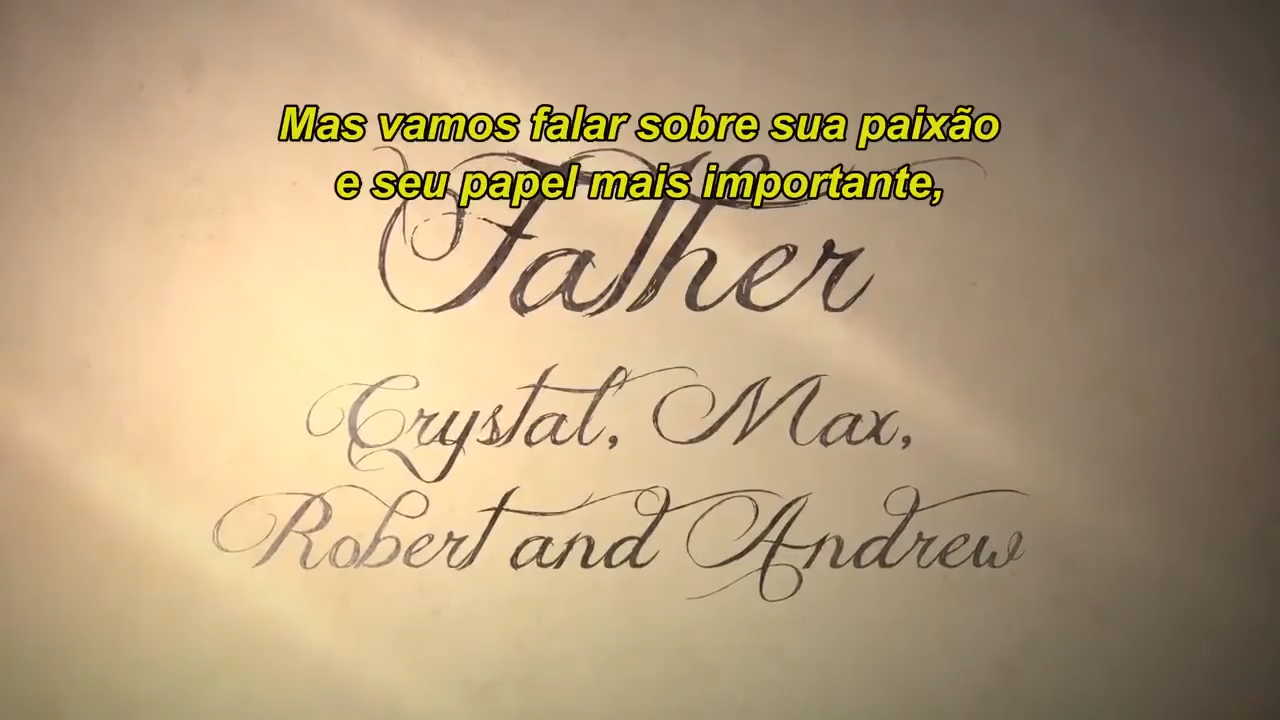 Mas vamos falar sobre sua paixão
e seu papel mais importante,
Father
Crystal, Max,
Robert and Andrew